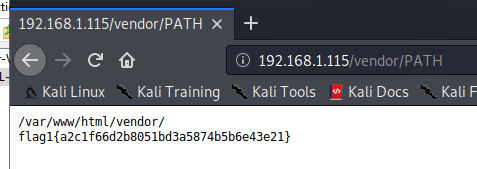 192.168.1.115/vendor/PATH
192.168.1.115/vendor/PATH
Kali Linux
Kali Training
Kali Tools
Kali Docs
Kali F
/var/www/html/vendor/
flag1{a2c1f66d2b8051bd3a5874b5b6e43e21}